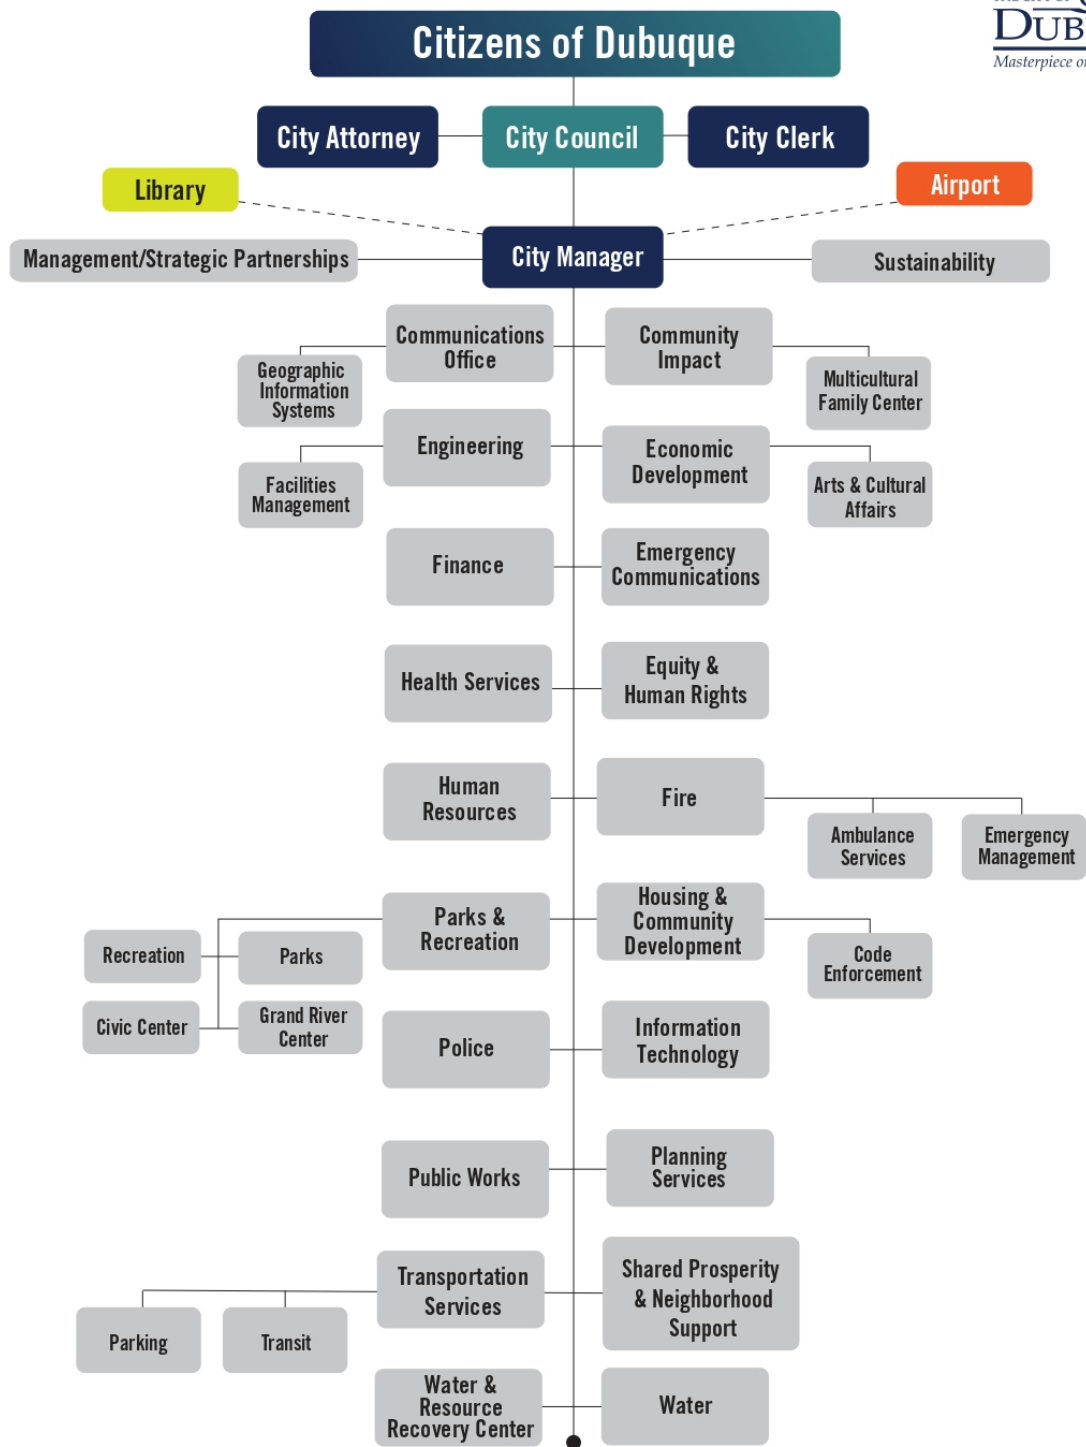 DUB
Masterpiece
Citizens of Dubuque
City Attorney
City Council
City Clerk
Library
Airport
Management/Strategic Partnerships
City Manager
Sustainability
Communications
Office
Community
Impact
Geographic
Information
Systems
Multicultural
Family Center
Engineering
Economic
Development
Facilities
Management
Arts & Cultural
Affairs
Finance
Emergency
Communications
Health Services
Equity &
Human Rights
Human
Resources
Fire
Ambulance
Services
Emergency
Management
Parks &
Recreation
Housing &
Community
Development
Recreation
Parks
Code
Enforcement
Civic Center
Grand River
Center
Police
Information
Technology
Public Works
Planning
Services
Transportation
Services
Shared Prosperity
& Neighborhood
Support
Parking
Transit
Water &
Resource
Recovery Center
Water